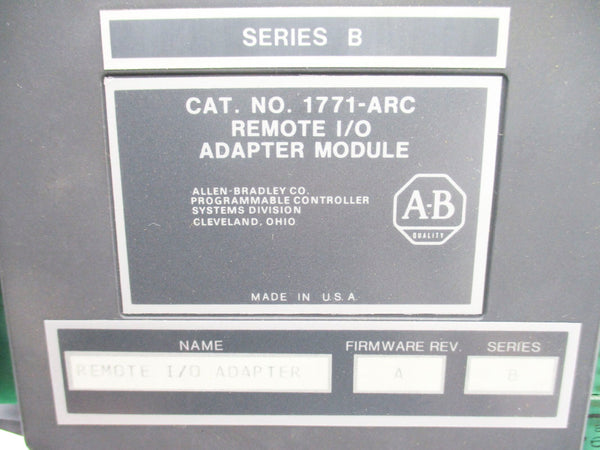 SERIES B
CAT. NO. 1771-ARC
REMOTE I/O
ADAPTER MODULE
ALLEN-BRADLEY CO.
PROGRAMMABLE CONTROLLER
SYSTEMS DIVISION
CLEVELAND, OHIO
A-B
QUALITY
MADE IN U.S.A.
NAME FIRMWARE REV. SERIES
REMOTE I/O ADAPTER A B